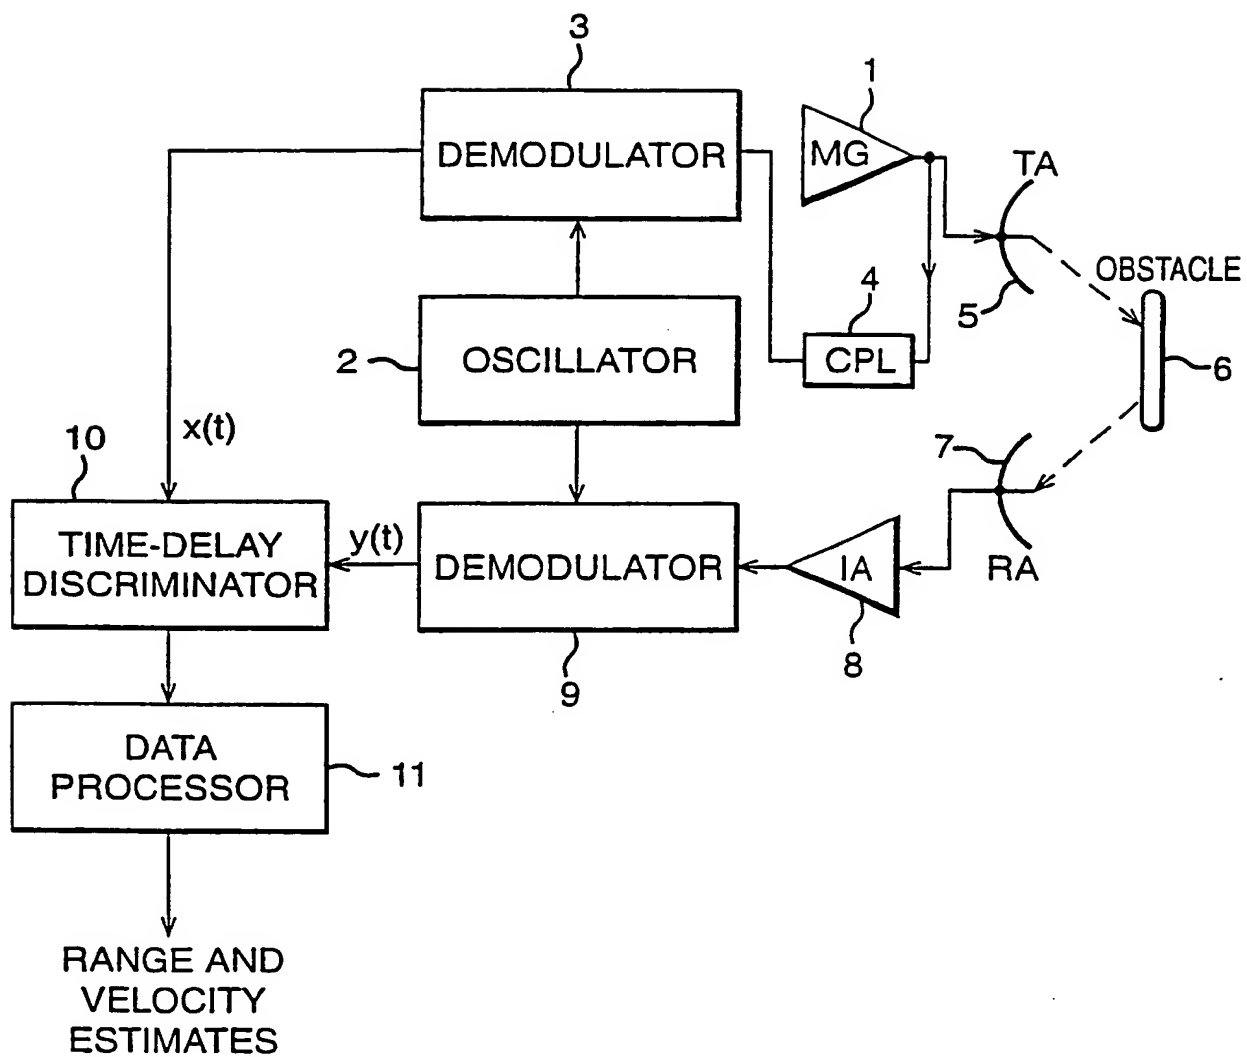 3
1
DEMODULATOR
MG
TA
OBSTACLE
4
5
2
OSCILLATOR
CPL
6
x(t)
10
7
TIME-DELAY
DISCRIMINATOR
y(t)
DEMODULATOR
IA
RA
8
9
DATA
PROCESSOR
11
RANGE AND
VELOCITY
ESTIMATES